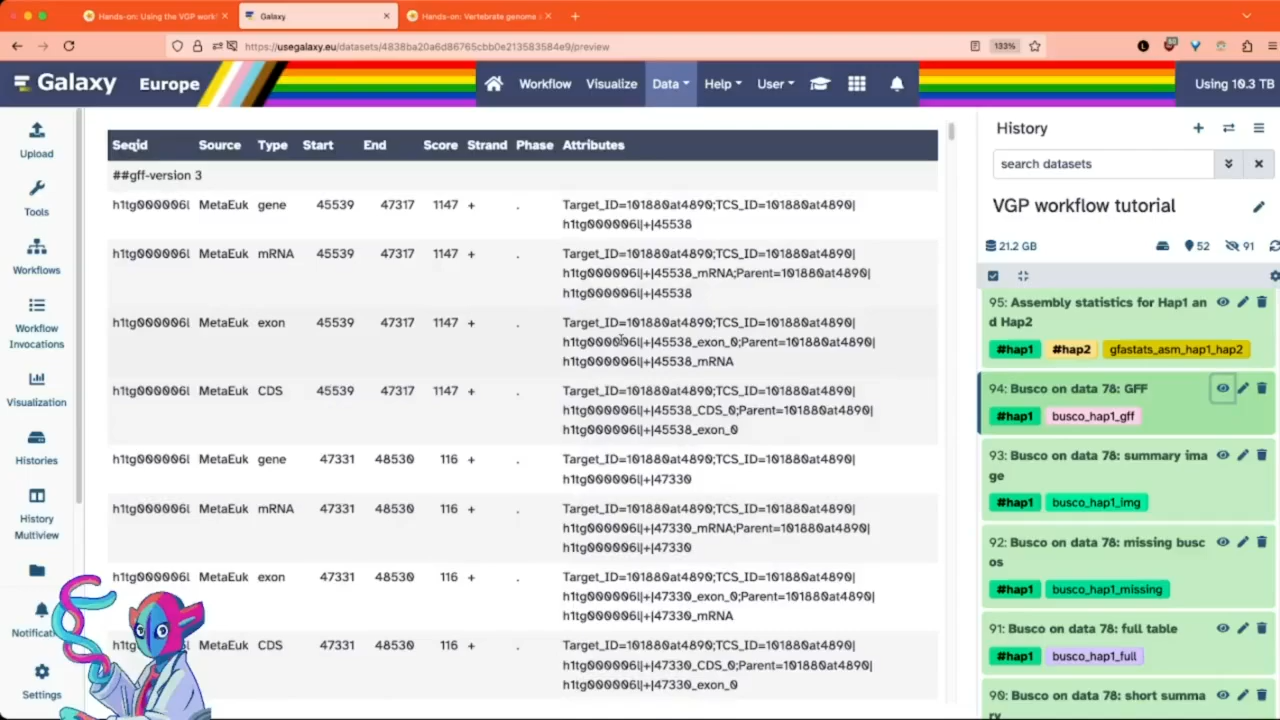 Hands-on: Using the VGP work
Galaxy
Hands-on: Vertebrate genome
https://usegalaxy.eu/datasets/4838ba20a6d86765cbb0e213583584e9/preview
133%
Galaxy Europe
Workflow Visualize Data Help User
Using 10.3 TB
Upload
Tools
Workflows
Workflow
Invocations
Visualization
Histories
History
Multiview
Notificat
Settings
Seqid Source Type Start End Score Strand Phase Attributes
##gff-version 3
h1tg000006l MetaEuk gene 45539 47317 1147 + . Target_ID=101880at4890;TCS_ID=101880at4890|
h1tg000006l|+|45538
h1tg000006l MetaEuk mRNA 45539 47317 1147 + . Target_ID=101880at4890;TCS_ID=101880at4890|
h1tg000006l|+|45538_mRNA;Parent=101880at4890|
h1tg000006l|+|45538
h1tg000006l MetaEuk exon 45539 47317 1147 + . Target_ID=101880at4890;TCS_ID=101880at4890|
h1tg000006l|+|45538_exon_0;Parent=101880at4890|
h1tg000006l|+|45538_mRNA
h1tg000006l MetaEuk CDS 45539 47317 1147 + . Target_ID=101880at4890;TCS_ID=101880at4890|
h1tg000006l|+|45538_CDS_0;Parent=101880at4890|
h1tg000006l|+|45538_exon_0
h1tg000006l MetaEuk gene 47331 48530 116 + . Target_ID=101880at4890;TCS_ID=101880at4890|
h1tg000006l|+|47330
h1tg000006l MetaEuk mRNA 47331 48530 116 + . Target_ID=101880at4890;TCS_ID=101880at4890|
h1tg000006l|+|47330_mRNA;Parent=101880at4890|
h1tg000006l|+|47330
h1tg000006l MetaEuk exon 47331 48530 116 + . Target_ID=101880at4890;TCS_ID=101880at4890|
h1tg000006l|+|47330_exon_0;Parent=101880at4890|
h1tg000006l|+|47330_mRNA
CDS 47331 48530 116 + . Target_ID=101880at4890;TCS_ID=101880at4890|
MetaEuk
h1tg000006l|+|47330_CDS_0;Parent=101880at4890|
h1tg000006l|+|47330_exon_0
History
search datasets
VGP workflow tutorial
21.2 GB 52 91
95: Assembly statistics for Hap1 an
d Hap2
#hap1 #hap2 gfastats_asm_hap1_hap2
94: Busco on data 78: GFF
#hap1 busco_hap1_gff
93: Busco on data 78: summary ima
ge
#hap1 busco_hap1_img
92: Busco on data 78: missing busc
os
#hap1 busco_hap1_missing
91: Busco on data 78: full table
#hap1 busco_hap1_full
90: Busco on data 78: short summa
ry